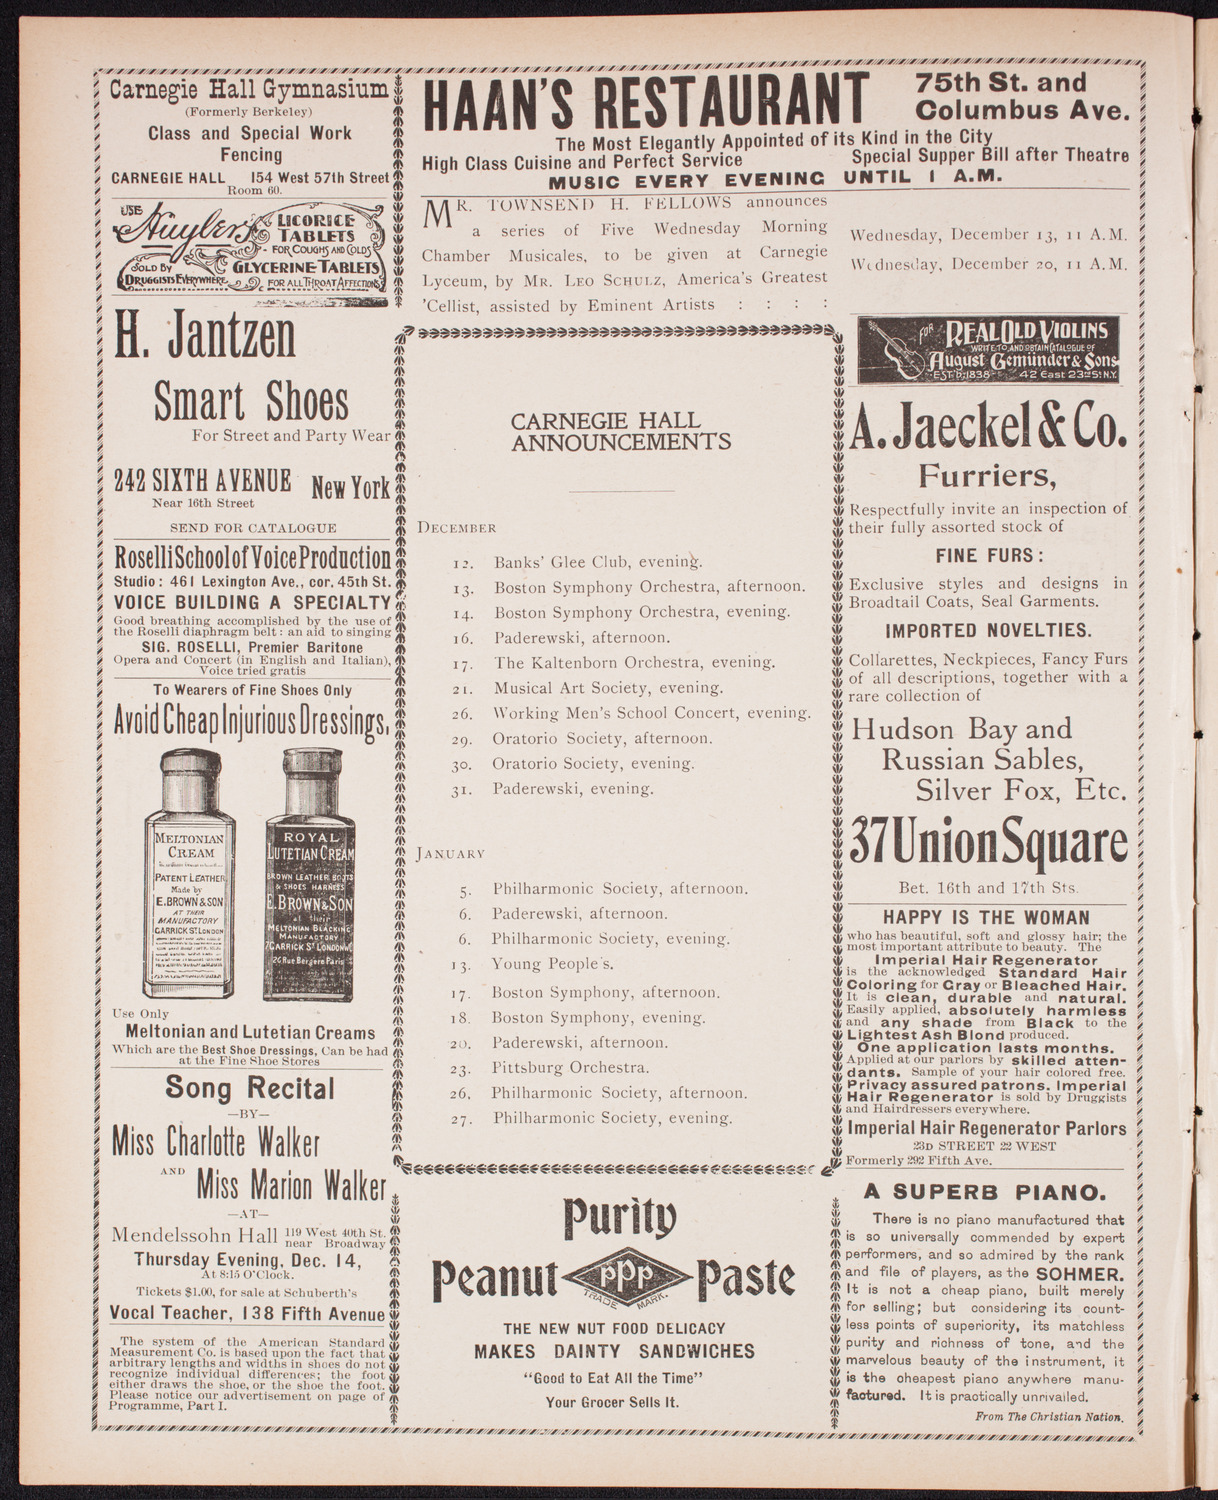 Carnegie Hall Gymnasium
(Formerly Berkeley)
Class and Special Work
Fencing
CARNEGIE HALL 154 West 57th Street
Room 60.
USE
Huyler's
LICORICE
TABLETS
FOR COUGHS AND COLDS
SOLD BY
DRUGGISTS EVERYWHERE
GLYCERINE TABLETS
FOR ALL THROAT AFFECTIONS
H. Jantzen
Smart Shoes
For Street and Party Wear
242 SIXTH AVENUE New York
Near 16th Street
SEND FOR CATALOGUE
Roselli School of Voice Production
Studio: 461 Lexington Ave., cor. 45th St.
VOICE BUILDING A SPECIALTY
Good breathing accomplished by the use of
the Roselli diaphragm belt: an aid to singing
SIG. ROSELLI, Premier Baritone
Opera and Concert (in English and Italian),
Voice tried gratis
To Wearers of Fine Shoes Only
Avoid Cheap Injurious Dressings,
MELTONIAN
CREAM
PATENT LEATHER
Made by
E. BROWN & SON
AT THEIR
MANUFACTORY
GARRICK ST. LONDON
ROYAL
LUTETIAN CREAM
BROWN LEATHER BOOTS
& SHOES HARNESS
E. BROWN & SON
at their
MELTONIAN BLACKING
MANUFACTORY
7 GARRICK ST LONDON W
26 Rue Bergere Paris
Use Only
Meltonian and Lutetian Creams
Which are the Best Shoe Dressings, Can be had
at the Fine Shoe Stores
Song Recital
—BY—
Miss Charlotte Walker
AND
Miss Marion Walker
—AT—
Mendelssohn Hall 119 West 40th St.
near Broadway
Thursday Evening, Dec. 14,
At 8:15 O'Clock.
Tickets $1.00, for sale at Schuberth's
Vocal Teacher, 138 Fifth Avenue
The system of the American Standard
Measurement Co. is based upon the fact that
arbitrary lengths and widths in shoes do not
recognize individual differences; the foot
either draws the shoe, or the shoe the foot.
Please notice our advertisement on page of
Programme, Part I.
HAAN'S RESTAURANT 75th St. and
Columbus Ave.
The Most Elegantly Appointed of its Kind in the City
High Class Cuisine and Perfect Service Special Supper Bill after Theatre
MUSIC EVERY EVENING UNTIL 1 A.M.
MR. TOWNSEND H. FELLOWS announces
a series of Five Wednesday Morning
Chamber Musicales, to be given at Carnegie
Lyceum, by MR. LEO SCHULZ, America's Greatest
'Cellist, assisted by Eminent Artists : : : :
Wednesday, December 13, 11 A.M.
Wednesday, December 20, 11 A.M.
CARNEGIE HALL
ANNOUNCEMENTS
DECEMBER
12. Banks' Glee Club, evening.
13. Boston Symphony Orchestra, afternoon.
14. Boston Symphony Orchestra, evening.
16. Paderewski, afternoon.
17. The Kaltenborn Orchestra, evening.
21. Musical Art Society, evening.
26. Working Men's School Concert, evening.
29. Oratorio Society, afternoon.
30. Oratorio Society, evening.
31. Paderewski, evening.
JANUARY
5. Philharmonic Society, afternoon.
6. Paderewski, afternoon.
6. Philharmonic Society, evening.
13. Young People's.
17. Boston Symphony, afternoon.
18. Boston Symphony, evening.
20. Paderewski, afternoon.
23. Pittsburg Orchestra.
26. Philharmonic Society, afternoon.
27. Philharmonic Society, evening.
Purity
Peanut PPP Paste
TRADE MARK.
THE NEW NUT FOOD DELICACY
MAKES DAINTY SANDWICHES
"Good to Eat All the Time"
Your Grocer Sells It.
FOR REAL OLD VIOLINS
WRITE TO AND OBTAIN CATALOGUE OF
August Gemünder & Sons
EST'D. 1838 42 East 23rd St. N.Y.
A. Jaeckel & Co.
Furriers,
Respectfully invite an inspection of
their fully assorted stock of
FINE FURS:
Exclusive styles and designs in
Broadtail Coats, Seal Garments.
IMPORTED NOVELTIES.
Collarettes, Neckpieces, Fancy Furs
of all descriptions, together with a
rare collection of
Hudson Bay and
Russian Sables,
Silver Fox, Etc.
37 Union Square
Bet. 16th and 17th Sts.
HAPPY IS THE WOMAN
who has beautiful, soft and glossy hair; the
most important attribute to beauty. The
Imperial Hair Regenerator
is the acknowledged Standard Hair
Coloring for Gray or Bleached Hair.
It is clean, durable and natural.
Easily applied, absolutely harmless
and any shade from Black to the
Lightest Ash Blond produced.
One application lasts months.
Applied at our parlors by skilled atten-
dants. Sample of your hair colored free.
Privacy assured patrons. Imperial
Hair Regenerator is sold by Druggists
and Hairdressers everywhere.
Imperial Hair Regenerator Parlors
23D STREET 22 WEST
Formerly 292 Fifth Ave.
A SUPERB PIANO.
There is no piano manufactured that
is so universally commended by expert
performers, and so admired by the rank
and file of players, as the SOHMER.
It is not a cheap piano, built merely
for selling; but considering its count-
less points of superiority, its matchless
purity and richness of tone, and the
marvelous beauty of the instrument, it
is the cheapest piano anywhere manu-
factured. It is practically unrivailed.
From The Christian Nation.